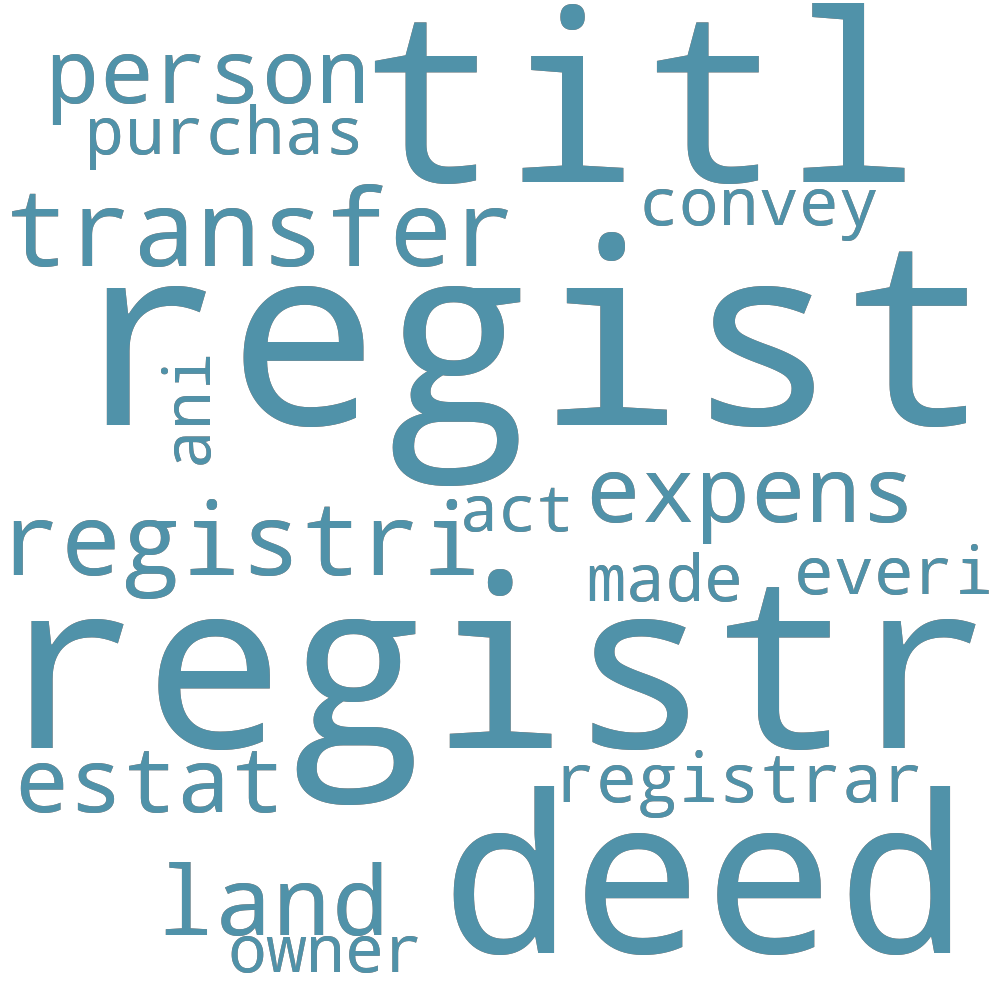 titl
person
purchas
convey
transfer
regist
ani
expens
act
registri
made
everi
registr
estat
registrar
deed
land
owner